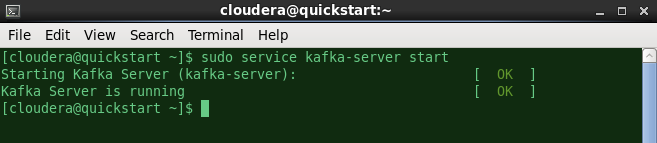 cloudera@quickstart:~
File Edit View Search Terminal Help
[cloudera@quickstart ~]$ sudo service kafka-server start
Starting Kafka Server (kafka-server): [ OK ]
Kafka Server is running [ OK ]
[cloudera@quickstart ~]$